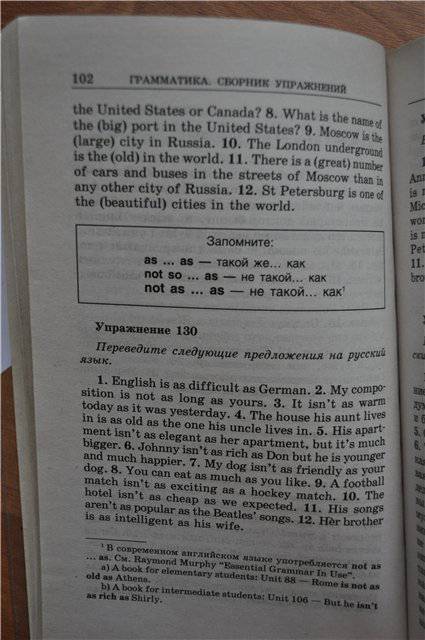 102 ГРАММАТИКА. СБОРНИК УПРАЖНЕНИЙ
the United States or Canada? 8. What is the name of
the (big) port in the United States? 9. Moscow is the
(large) city in Russia. 10. The London underground
is the (old) in the world. 11. There is a (great) number
of cars and buses in the streets of Moscow than in
any other city of Russia. 12. St Petersburg is one of
the (beautiful) cities in the world.
Запомните:
as ... as — такой же... как
not so ... as — не такой... как
not as ... as — не такой... как¹
Упражнение 130
Переведите следующие предложения на русский
язык.
1. English is as difficult as German. 2. My compo-
sition is not as long as yours. 3. It isn't as warm
today as it was yesterday. 4. The house his aunt lives
in is as old as the one his uncle lives in. 5. His apart-
ment isn't as elegant as her apartment, but it's much
bigger. 6. Johnny isn't as rich as Don but he is younger
and much happier. 7. My dog isn't as friendly as your
dog. 8. You can eat as much as you like. 9. A football
match isn't as exciting as a hockey match. 10. The
hotel isn't as cheap as we expected. 11. His songs
aren't as popular as the Beatles' songs. 12. Her brother
is as intelligent as his wife.
¹ В современном английском языке употребляется not as
... as. См. Raymond Murphy "Essential Grammar In Use".
a) A book for elementary students: Unit 88 — Rome is not as
old as Athens.
b) A book for intermediate students: Unit 106 — But he isn't
as rich as Shirly.